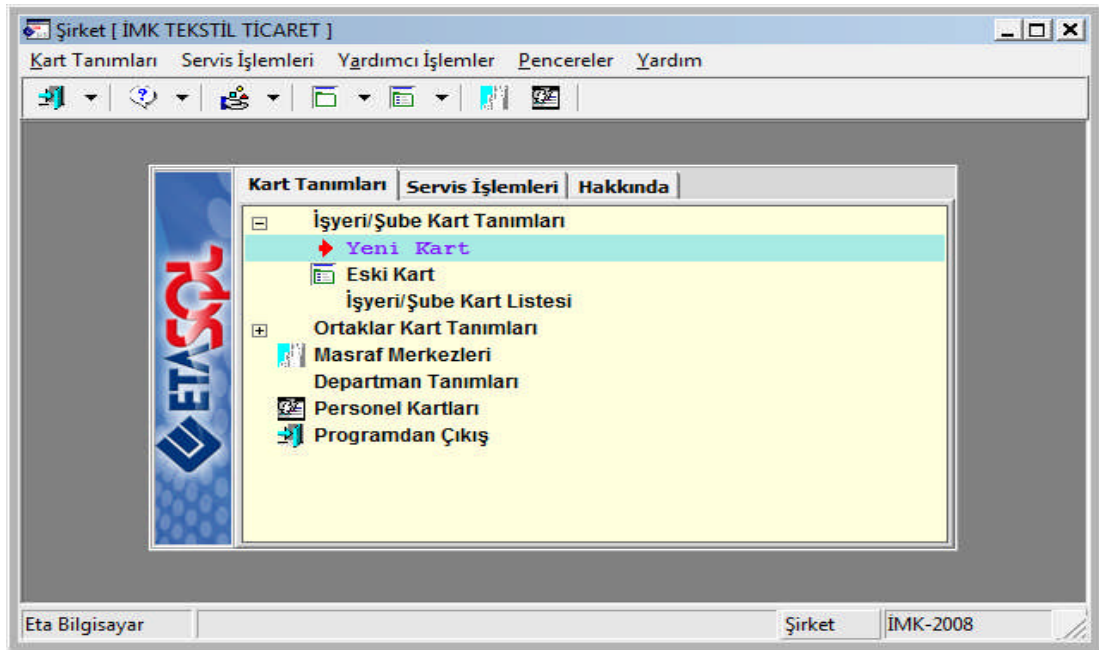 Şirket [ İMK TEKSTİL TİCARET ]
Kart Tanımları Servis İşlemleri Yardımcı İşlemler Pencereler Yardım
Kart Tanımları Servis İşlemleri Hakkında
İşyeri/Şube Kart Tanımları
Yeni Kart
Eski Kart
İşyeri/Şube Kart Listesi
Ortaklar Kart Tanımları
Masraf Merkezleri
Departman Tanımları
Personel Kartları
Programdan Çıkış
ETASQL
Eta Bilgisayar Şirket İMK-2008